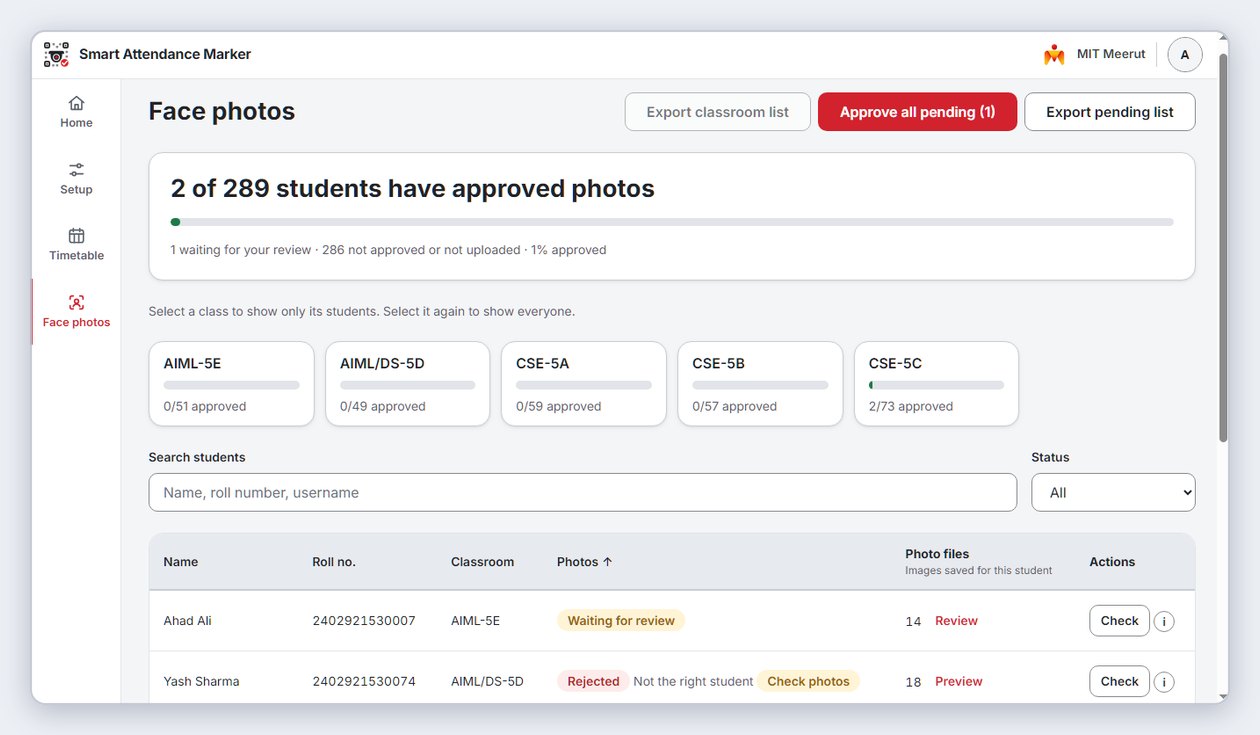 Smart Attendance Marker
MIT Meerut
A
Home
Setup
Timetable
Face photos
Face photos
Export classroom list
Approve all pending (1)
Export pending list
2 of 289 students have approved photos
1 waiting for your review · 286 not approved or not uploaded · 1% approved
Select a class to show only its students. Select it again to show everyone.
AIML-5E
0/51 approved
AIML/DS-5D
0/49 approved
CSE-5A
0/59 approved
CSE-5B
0/57 approved
CSE-5C
2/73 approved
Search students
Name, roll number, username
Status
All
Name Roll no. Classroom Photos ↑ Photo files Actions
Images saved for this student
Ahad Ali 2402921530007 AIML-5E Waiting for review 14 Review Check i
Yash Sharma 2402921530074 AIML/DS-5D Rejected Not the right student Check photos 18 Preview Check i